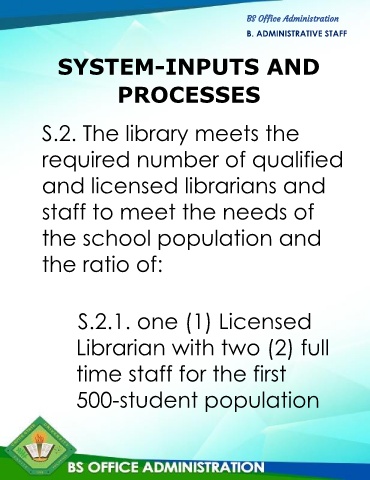 BS Office Administration
B. ADMINISTRATIVE STAFF
SYSTEM-INPUTS AND
PROCESSES
S.2. The library meets the
required number of qualified
and licensed librarians and
staff to meet the needs of
the school population and
the ratio of:
S.2.1. one (1) Licensed
Librarian with two (2) full
time staff for the first
500-student population
BS OFFICE ADMINISTRATION